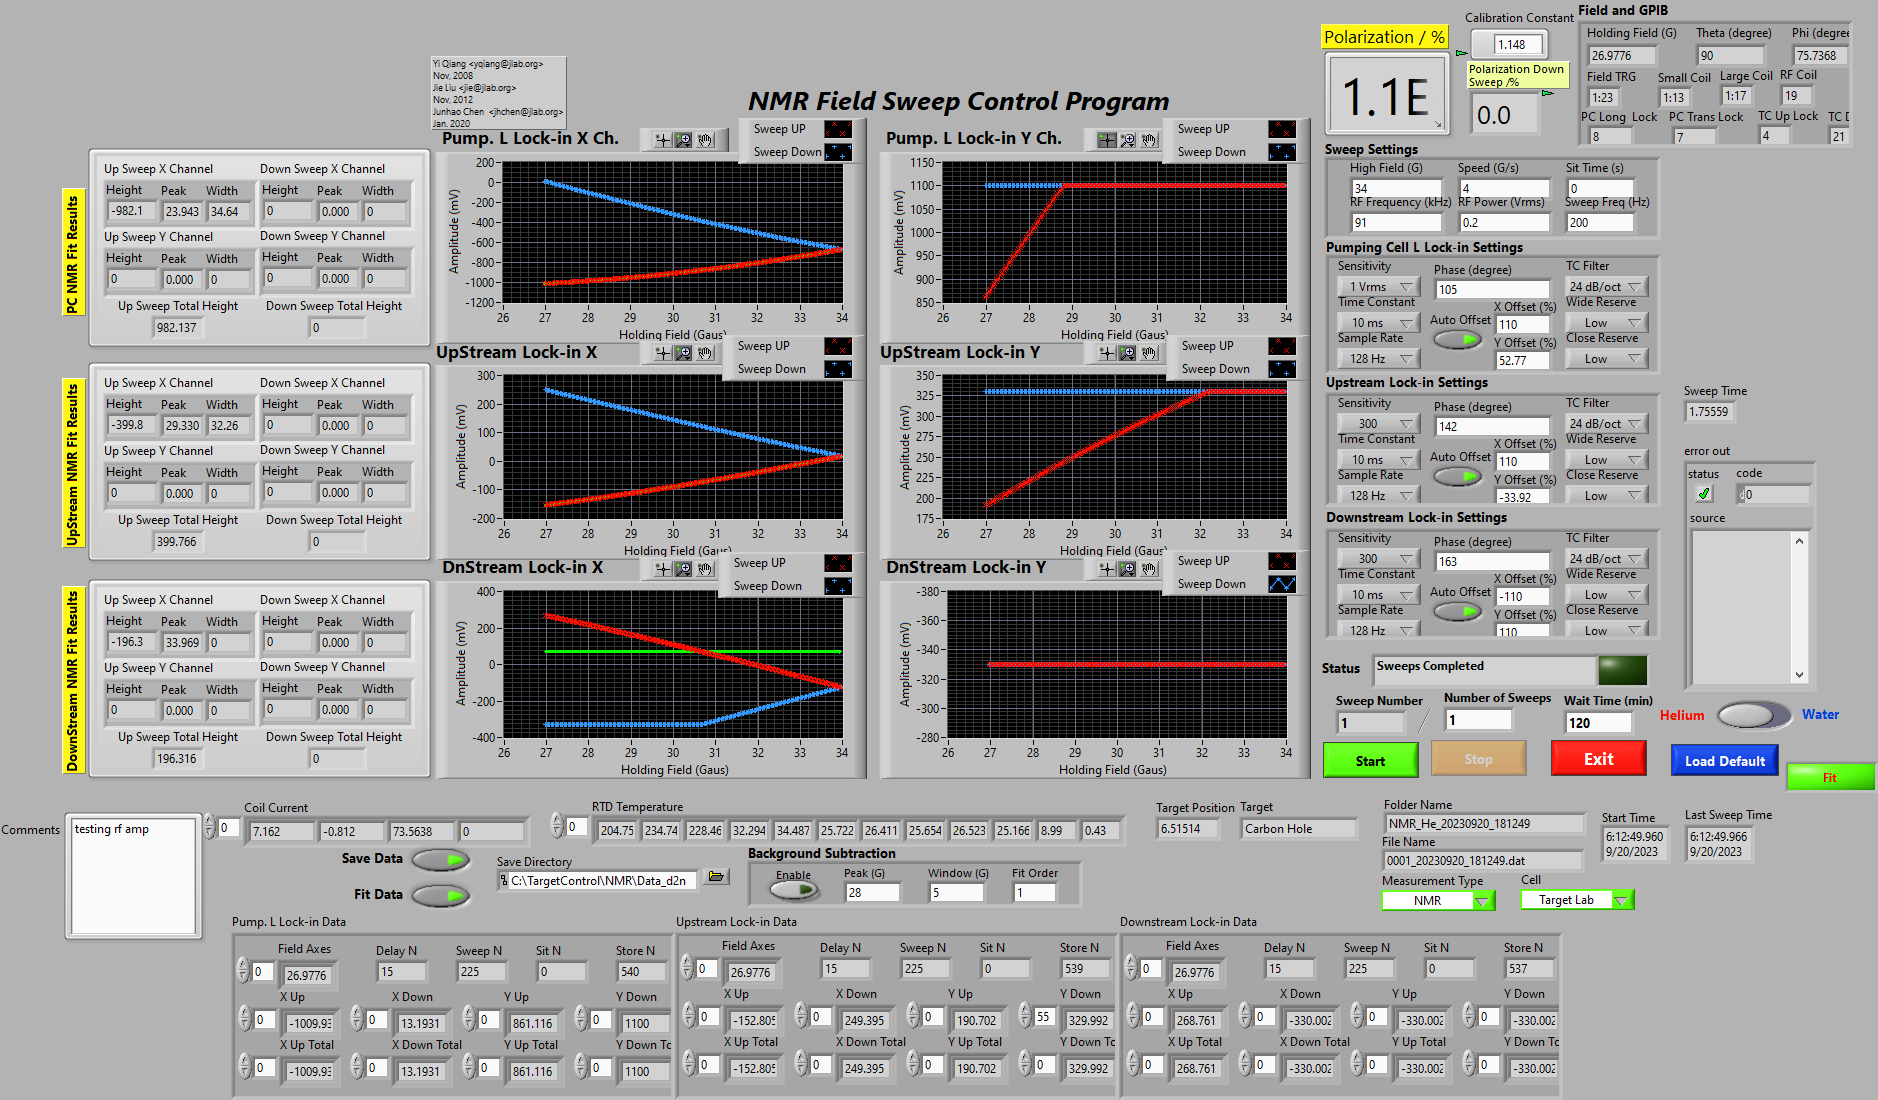 Yi Qiang <yqiang@jlab.org>
Nov, 2008
Jie Liu <jie@jlab.org>
Nov, 2012
Junhao Chen <jhchen@jlab.org>
Jan. 2020
NMR Field Sweep Control Program
Polarization / %
1.1E
Calibration Constant
1.148
Polarization Down
Sweep /%
0.0
Field and GPIB
Holding Field (G) Theta (degree) Phi (degree
26.9776 90 75.7368
Field TRG Small Coil Large Coil RF Coil
1:23 1:13 1:17 19
PC Long Lock PC Trans Lock TC Up Lock TC D
8 7 4 21
PC NMR Fit Results
Up Sweep X Channel Down Sweep X Channel
Height Peak Width Height Peak Width
-982.1 23.943 34.64 0 0.000 0
Up Sweep Y Channel Down Sweep Y Channel
Height Peak Width Height Peak Width
0 0.000 0 0 0.000 0
Up Sweep Total Height Down Sweep Total Height
982.137 0
UpStream NMR Fit Results
Up Sweep X Channel Down Sweep X Channel
Height Peak Width Height Peak Width
-399.8 29.330 32.26 0 0.000 0
Up Sweep Y Channel Down Sweep Y Channel
Height Peak Width Height Peak Width
0 0.000 0 0 0.000 0
Up Sweep Total Height Down Sweep Total Height
399.766 0
DownStream NMR Fit Results
Up Sweep X Channel Down Sweep X Channel
Height Peak Width Height Peak Width
-196.3 33.969 0 0 0.000 0
Up Sweep Y Channel Down Sweep Y Channel
Height Peak Width Height Peak Width
0 0.000 0 0 0.000 0
Up Sweep Total Height Down Sweep Total Height
196.316 0
Pump. L Lock-in X Ch.
Sweep UP
Sweep Down
Amplitude (mV)
200
0
-200
-400
-600
-800
-1000
-1200
26 27 28 29 30 31 32 33 34
Holding Field (Gaus)
Pump. L Lock-in Y Ch.
Sweep UP
Sweep Down
Amplitude (mV)
1150
1100
1050
1000
950
900
850
26 27 28 29 30 31 32 33 34
Holding Field (Gaus)
UpStream Lock-in X
Sweep UP
Sweep Down
Amplitude (mV)
300
200
100
0
-100
-200
26 27 28 29 30 31 32 33 34
Holding Field (Gaus)
UpStream Lock-in Y
Sweep UP
Sweep Down
Amplitude (mV)
350
325
300
275
250
225
200
175
26 27 28 29 30 31 32 33 34
Holding Field (Gaus)
DnStream Lock-in X
Sweep UP
Sweep Down
Amplitude (mV)
400
200
0
-200
-400
26 27 28 29 30 31 32 33 34
Holding Field (Gaus)
DnStream Lock-in Y
Sweep UP
Sweep Down
Amplitude (mV)
-380
-360
-340
-320
-300
-280
26 27 28 29 30 31 32 33 34
Holding Field (Gaus)
Sweep Settings
High Field (G) Speed (G/s) Sit Time (s)
34 4 0
RF Frequency (kHz) RF Power (Vrms) Sweep Freq (Hz)
91 0.2 200
Pumping Cell L Lock-in Settings
Sensitivity Phase (degree) TC Filter
1 Vrms 105 24 dB/oct
Time Constant X Offset (%) Wide Reserve
10 ms Auto Offset 110 Low
Sample Rate Y Offset (%) Close Reserve
128 Hz 52.77 Low
Upstream Lock-in Settings
Sensitivity Phase (degree) TC Filter
300 142 24 dB/oct
Time Constant X Offset (%) Wide Reserve
10 ms Auto Offset 110 Low
Sample Rate Y Offset (%) Close Reserve
128 Hz -33.92 Low
Downstream Lock-in Settings
Sensitivity Phase (degree) TC Filter
300 163 24 dB/oct
Time Constant X Offset (%) Wide Reserve
10 ms Auto Offset -110 Low
Sample Rate Y Offset (%) Close Reserve
128 Hz 110 Low
Sweep Time
1.75559
error out
status code
0
source
Status Sweeps Completed
Sweep Number Number of Sweeps Wait Time (min)
1 / 1 120
Helium Water
Start Stop Exit Load Default Fit
Comments
testing rf amp
Coil Current
0 7.162 -0.812 73.5638 0
RTD Temperature
0 204.75 234.74 228.46 32.294 34.487 25.722 26.411 25.654 26.523 25.166 8.99 0.43
Target Position Target
6.51514 Carbon Hole
Folder Name
NMR_He_20230920_181249
File Name
0001_20230920_181249.dat
Start Time
6:12:49.960
9/20/2023
Last Sweep Time
6:12:49.966
9/20/2023
Measurement Type Cell
NMR Target Lab
Save Data
Fit Data
Save Directory
C:\TargetControl\NMR\Data_d2n
Background Subtraction
Enable Peak (G) Window (G) Fit Order
28 5 1
Pump. L Lock-in Data
Field Axes Delay N Sweep N Sit N Store N
0 26.9776 15 225 0 540
X Up X Down Y Up Y Down
0 -1009.93 0 13.1931 0 861.116 0 1100
X Up Total X Down Total Y Up Total Y Down To
0 -1009.93 0 13.1931 0 861.116 0 1100
Upstream Lock-in Data
Field Axes Delay N Sweep N Sit N Store N
0 26.9776 15 225 0 539
X Up X Down Y Up Y Down
0 -152.805 0 249.395 0 190.702 55 329.992
X Up Total X Down Total Y Up Total Y Down To
0 -152.805 0 249.395 0 190.702 0 329.992
Downstream Lock-in Data
Field Axes Delay N Sweep N Sit N Store N
0 26.9776 15 225 0 537
X Up X Down Y Up Y Down
0 268.761 0 -330.002 0 -330.002 0 -330.002
X Up Total X Down Total Y Up Total Y Down To
0 268.761 0 -330.002 0 -330.002 0 -330.002